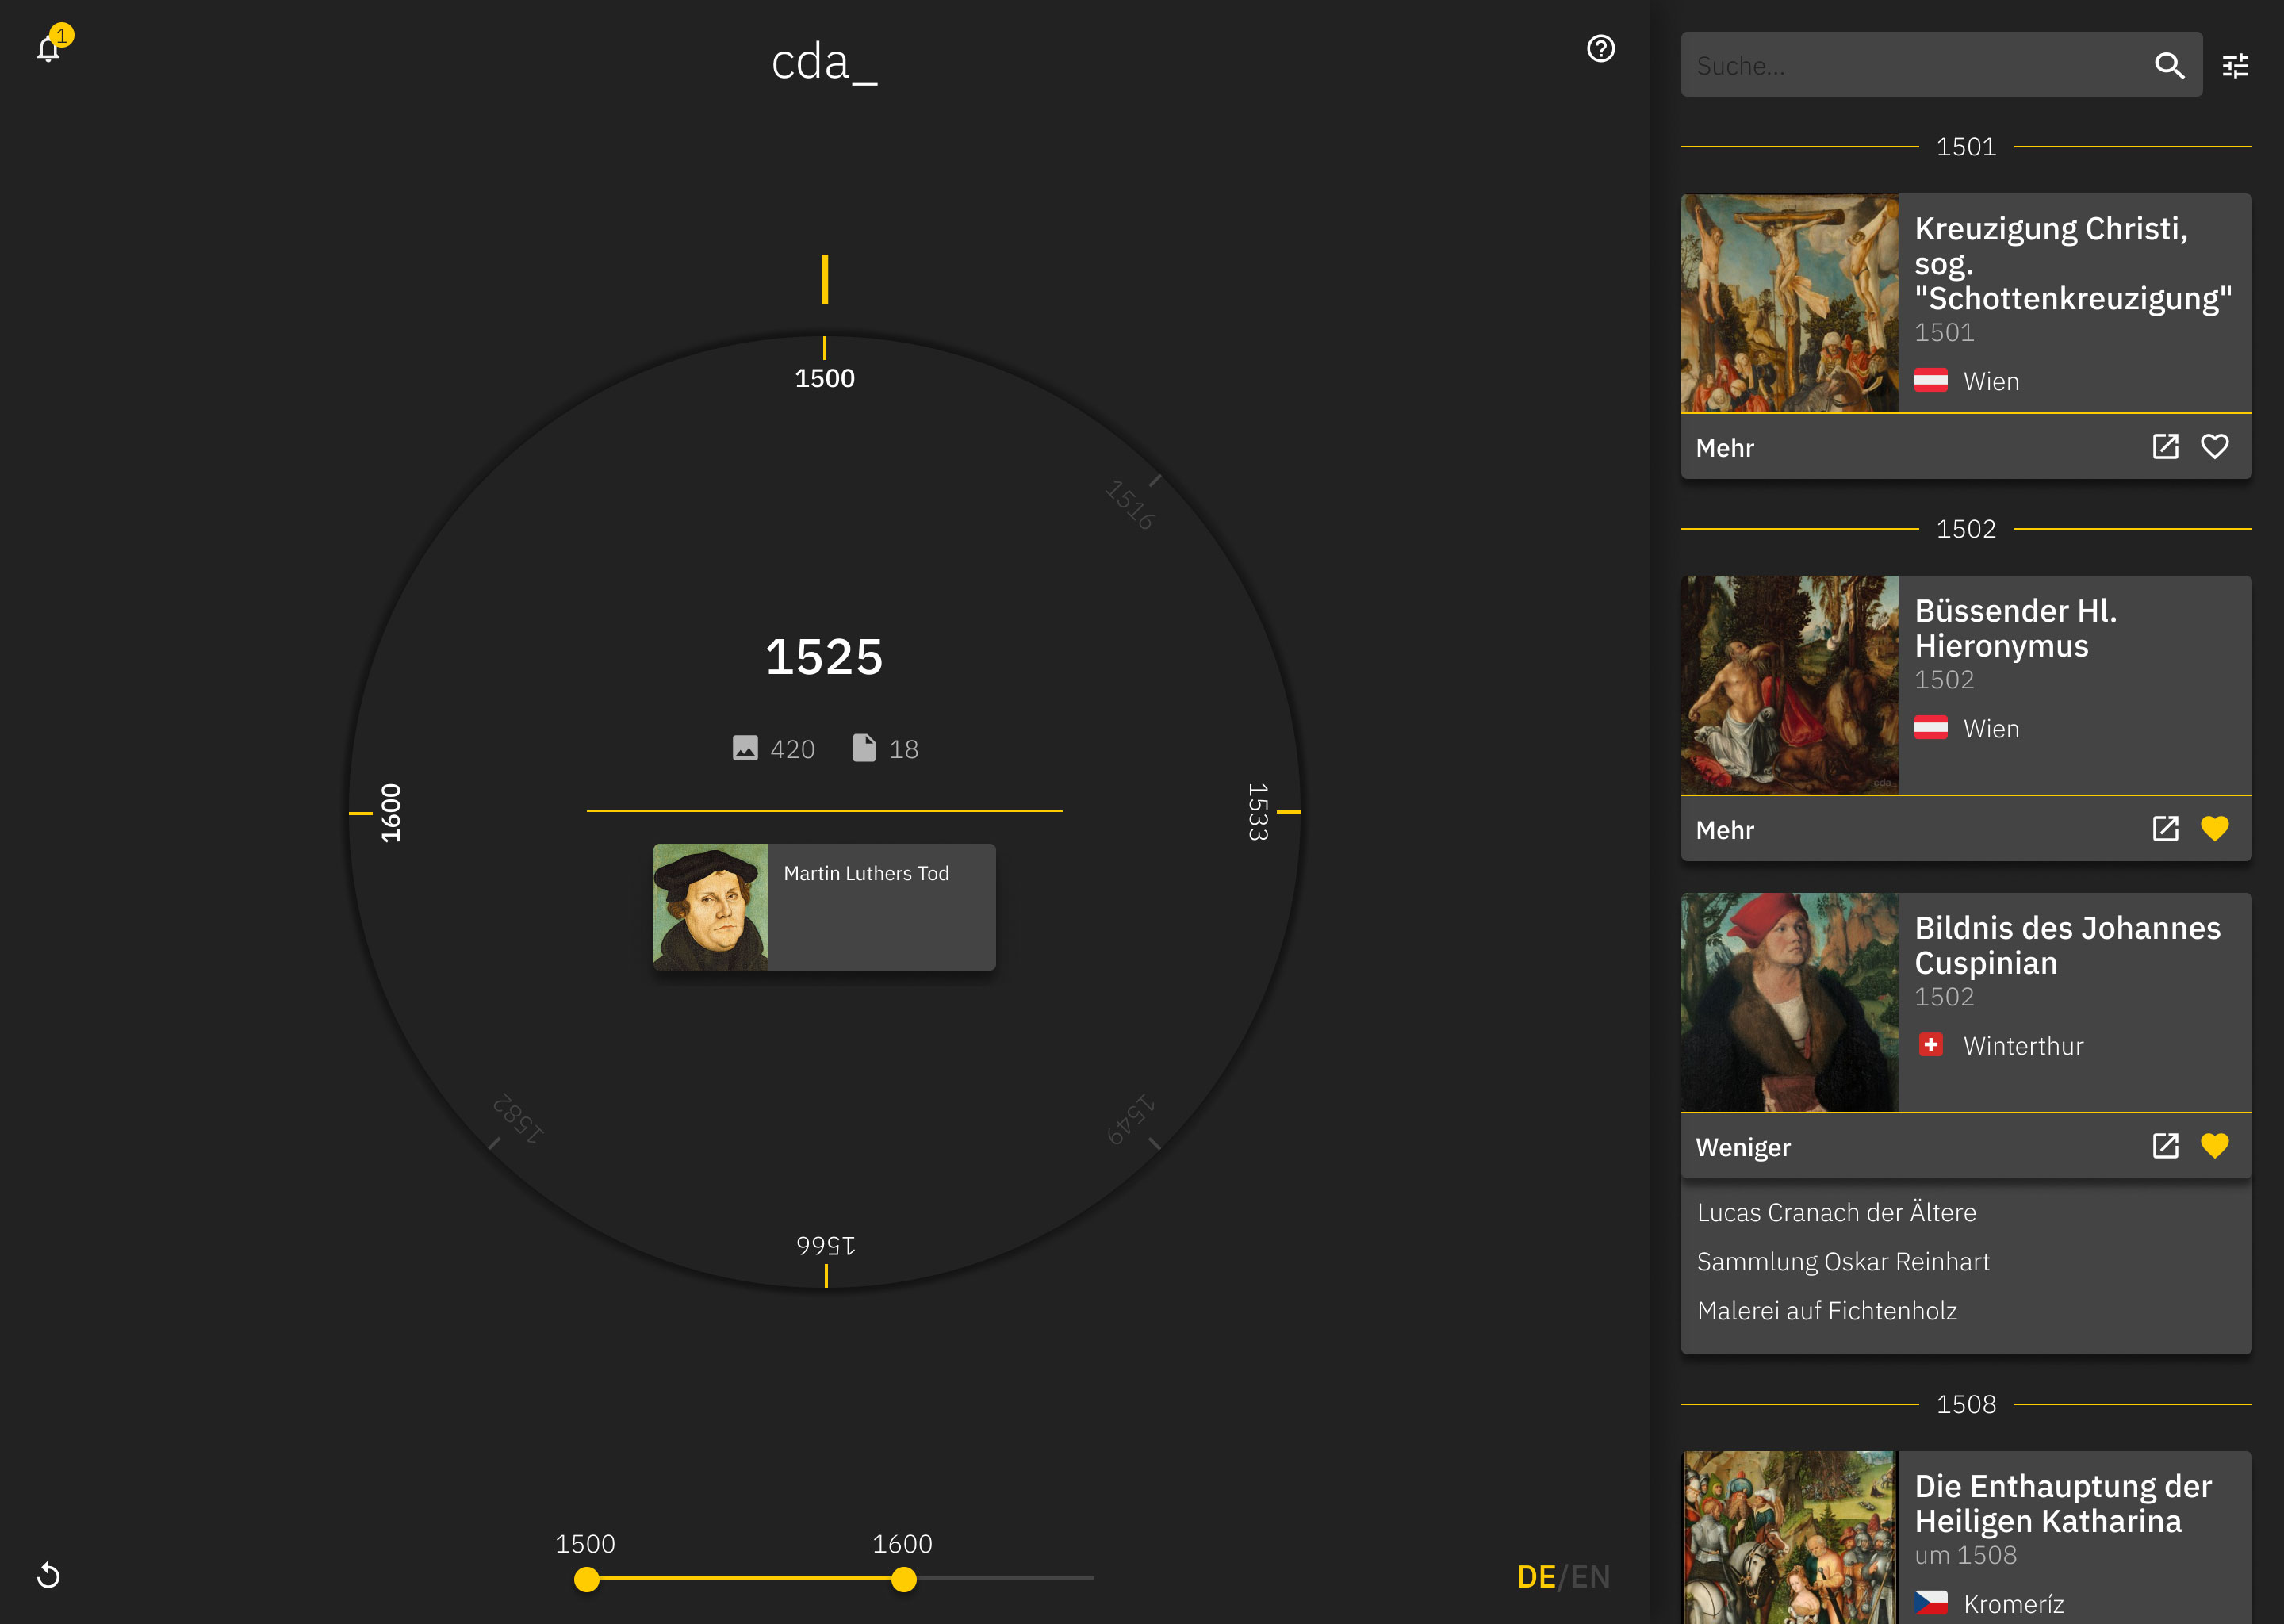 1
cda_
1500
1516
1525
420
18
1600
1533
Martin Luthers Tod
1582
1549
1566
1500
1600
DE/EN
Suche...
1501
Kreuzigung Christi,
sog.
"Schottenkreuzigung"
1501
Wien
Mehr
1502
Büssender Hl.
Hieronymus
1502
Wien
cda_
Mehr
Bildnis des Johannes
Cuspinian
1502
Winterthur
Weniger
Lucas Cranach der Ältere
Sammlung Oskar Reinhart
Malerei auf Fichtenholz
1508
Die Enthauptung der
Heiligen Katharina
um 1508
Kromeríz